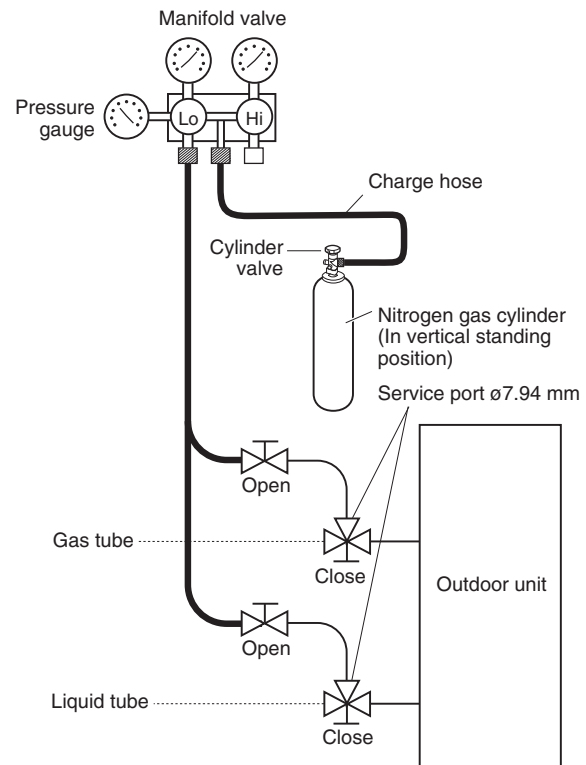 Manifold valve
Pressure
gauge
Lo
Hi
Charge hose
Cylinder
valve
Nitrogen gas cylinder
(In vertical standing
position)
Service port ø7.94 mm
Open
Gas tube
Close
Outdoor unit
Open
Liquid tube
Close